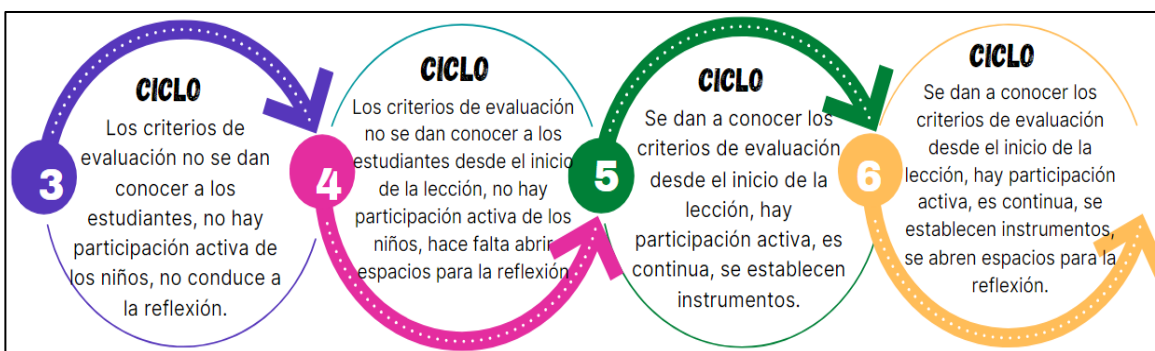 3
CICLO
Los criterios de
evaluación no se dan
conocer a los
estudiantes, no hay
participación activa de
los niños, no conduce a
la reflexión.
4
CICLO
Los criterios de evaluación
no se dan conocer a los
estudiantes desde el inicio
de la lección, no hay
participación activa de los
niños, hace falta abrir
espacios para la reflexión
5
CICLO
Se dan a conocer los
criterios de evaluación
desde el inicio de la
lección, hay
participación activa, es
continua, se establecen
instrumentos.
6
CICLO
Se dan a conocer los
criterios de evaluación
desde el inicio de la
lección, hay participación
activa, es continua, se
establecen instrumentos,
se abren espacios para la
reflexión.